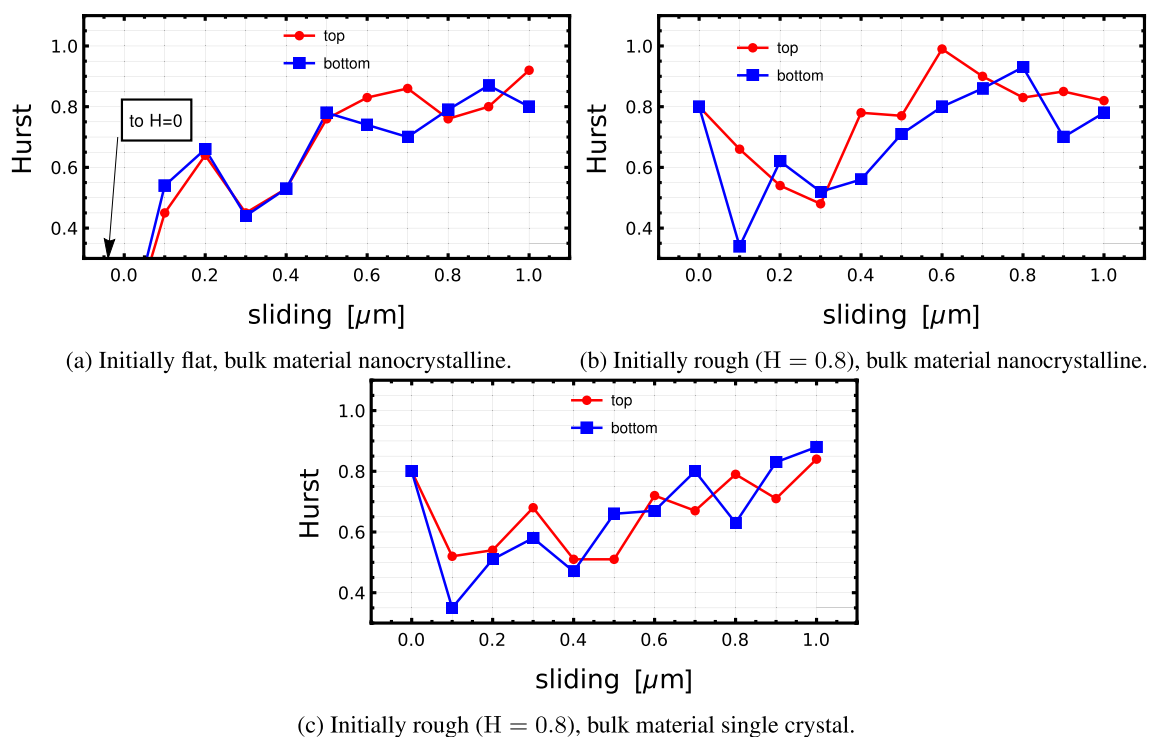 top
bottom
to H=0
Hurst
1.0
0.8
0.6
0.4
0.0 0.2 0.4 0.6 0.8 1.0
sliding [μm]
(a) Initially flat, bulk material nanocrystalline.
top
bottom
Hurst
1.0
0.8
0.6
0.4
0.0 0.2 0.4 0.6 0.8 1.0
sliding [μm]
(b) Initially rough (H = 0.8), bulk material nanocrystalline.
top
bottom
Hurst
1.0
0.8
0.6
0.4
0.0 0.2 0.4 0.6 0.8 1.0
sliding [μm]
(c) Initially rough (H = 0.8), bulk material single crystal.